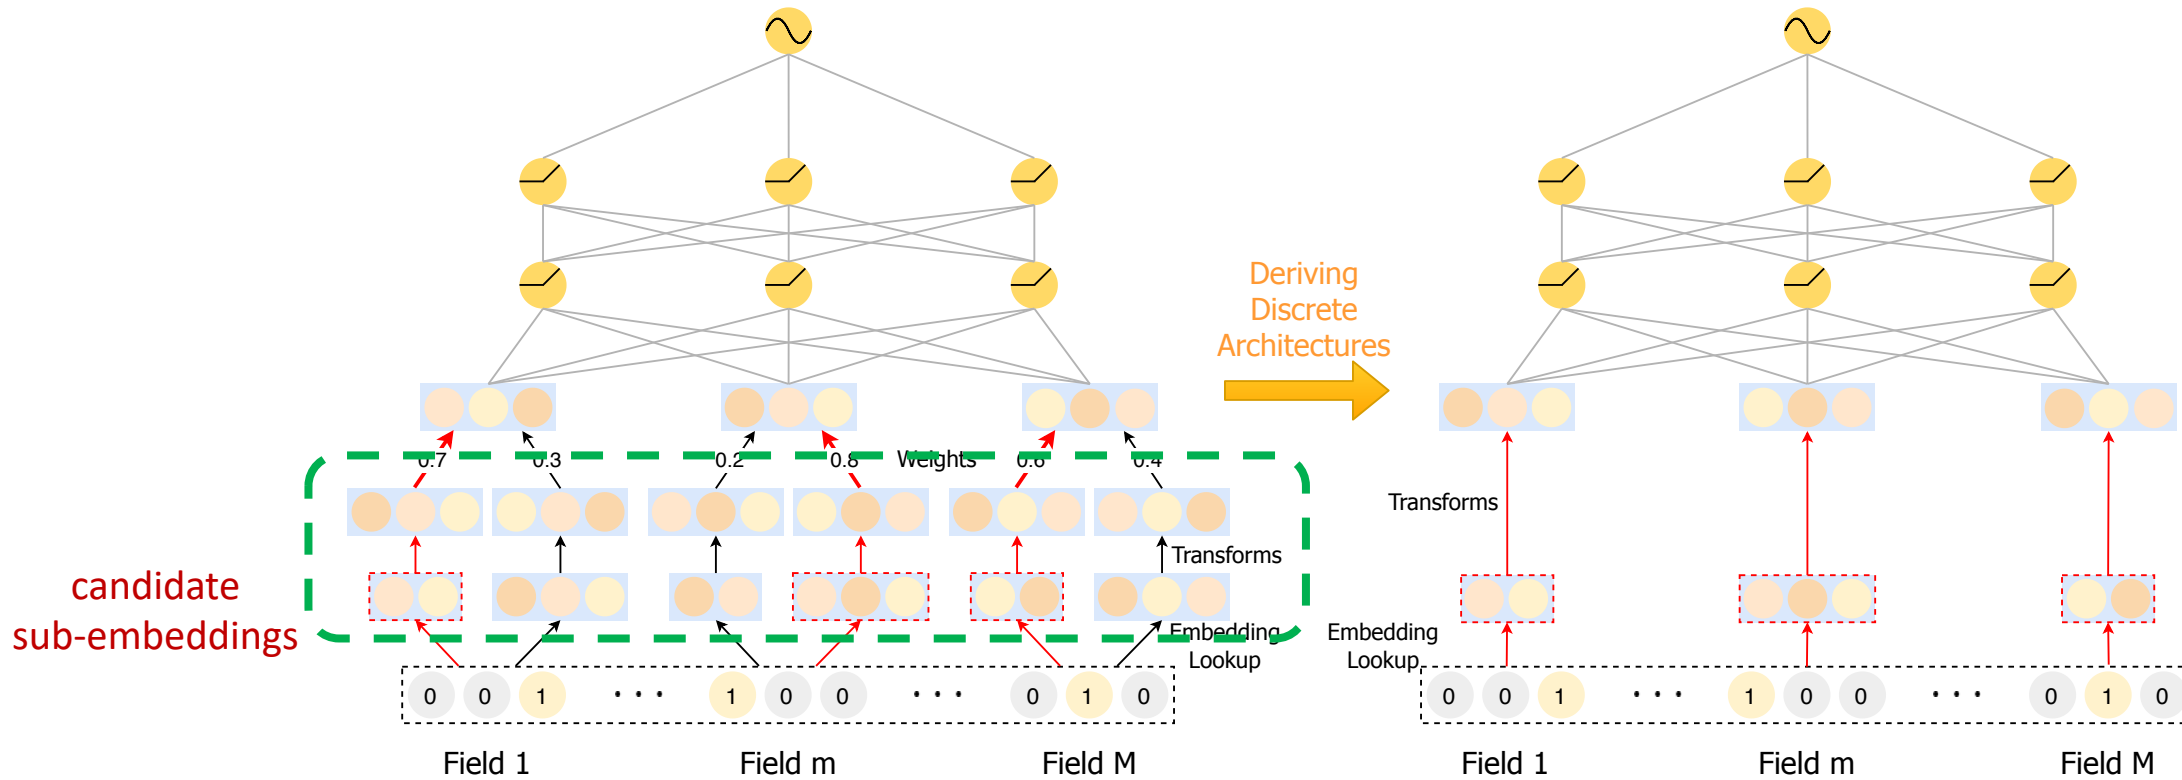 Deriving
Discrete
Architectures
0.7
0.3
0.2
0.8
Weights
0.6
0.4
Transforms
Transforms
candidate
sub-embeddings
Embedding
Lookup
Embedding
Lookup
0 0 1 · · · 1 0 0 · · · 0 1 0
0 0 1 · · · 1 0 0 · · · 0 1 0
Field 1
Field m
Field M
Field 1
Field m
Field M